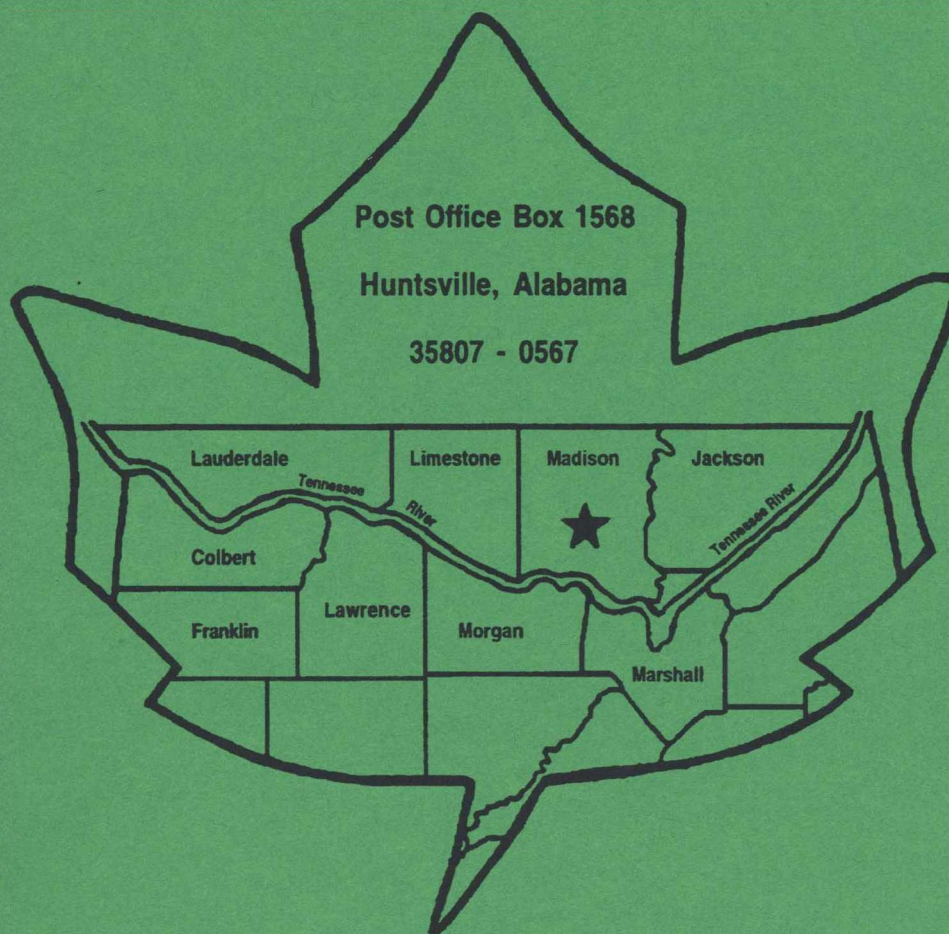 Post Office Box 1568
Huntsville, Alabama
35807 - 0567
Lauderdale
Limestone
Madison
Jackson
Tennessee
River
Tennessee River
Colbert
Franklin
Lawrence
Morgan
Marshall